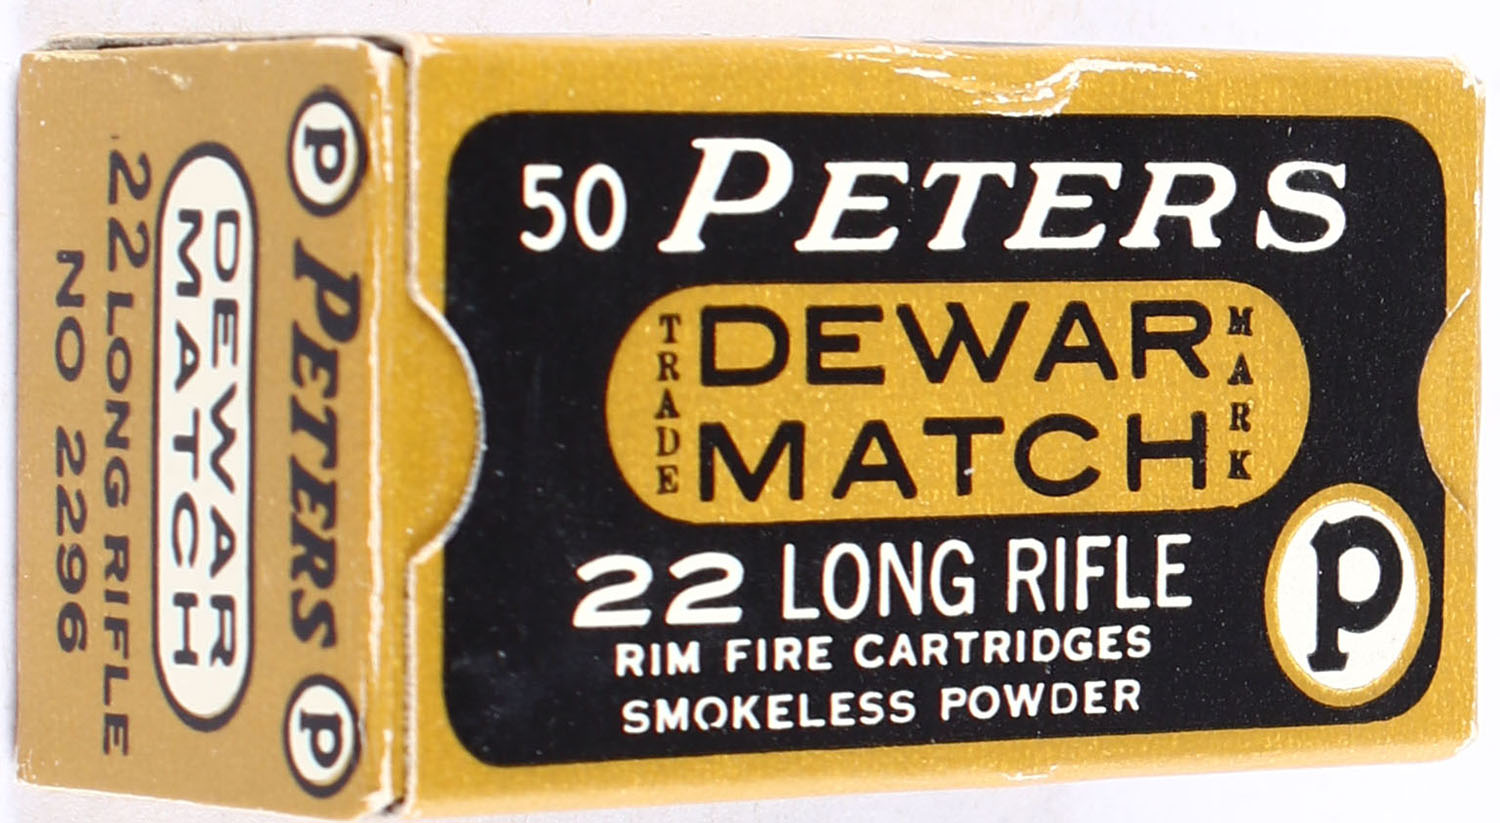 50 PETERS
TRADE
DEWAR
MATCH
MARK
22 LONG RIFLE
RIM FIRE CARTRIDGES
SMOKELESS POWDER
P
P PETERS P
DEWAR
MATCH
.22 LONG RIFLE
NO 2296